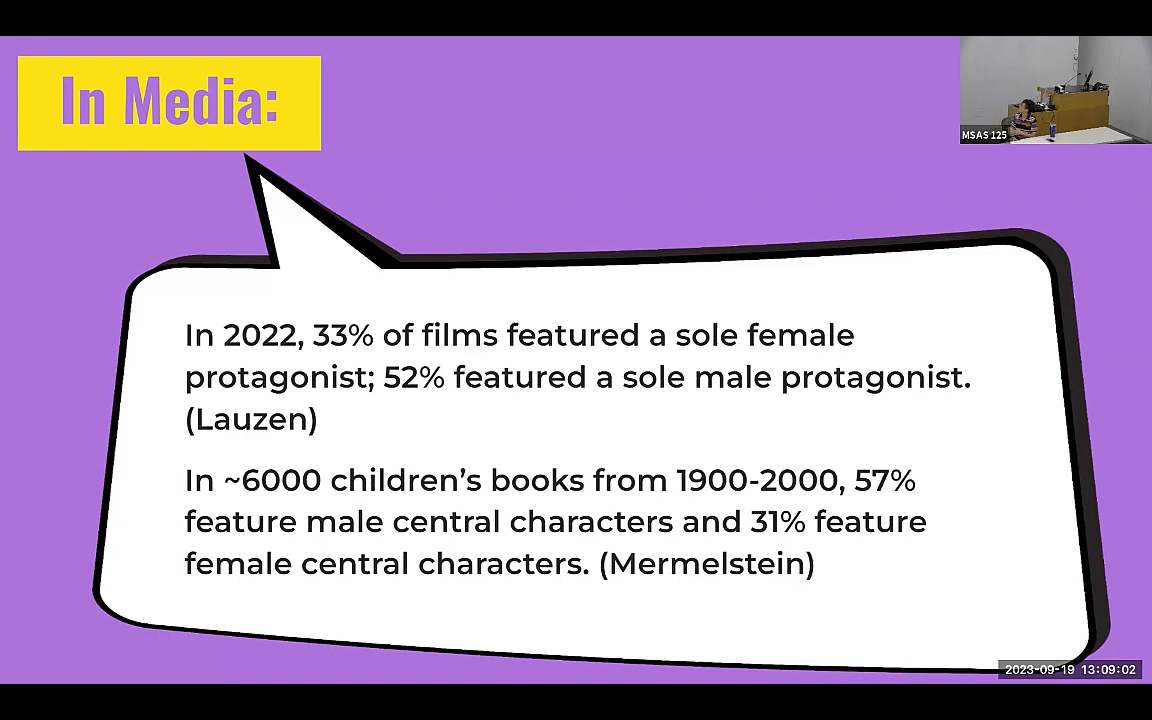 In Media:
MSAS 125
In 2022, 33% of films featured a sole female
protagonist; 52% featured a sole male protagonist.
(Lauzen)
In ~6000 children’s books from 1900-2000, 57%
feature male central characters and 31% feature
female central characters. (Mermelstein)
2023-09-19 13:09:02